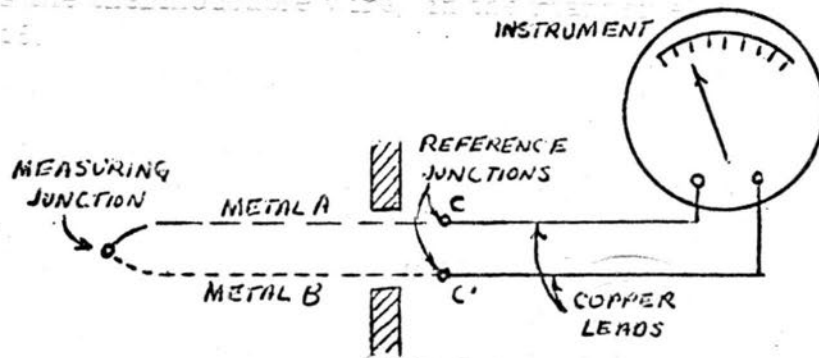 INSTRUMENT
REFERENCE
JUNCTIONS
MEASURING
JUNCTION
METAL A
C
METAL B
C'
COPPER
LEADS